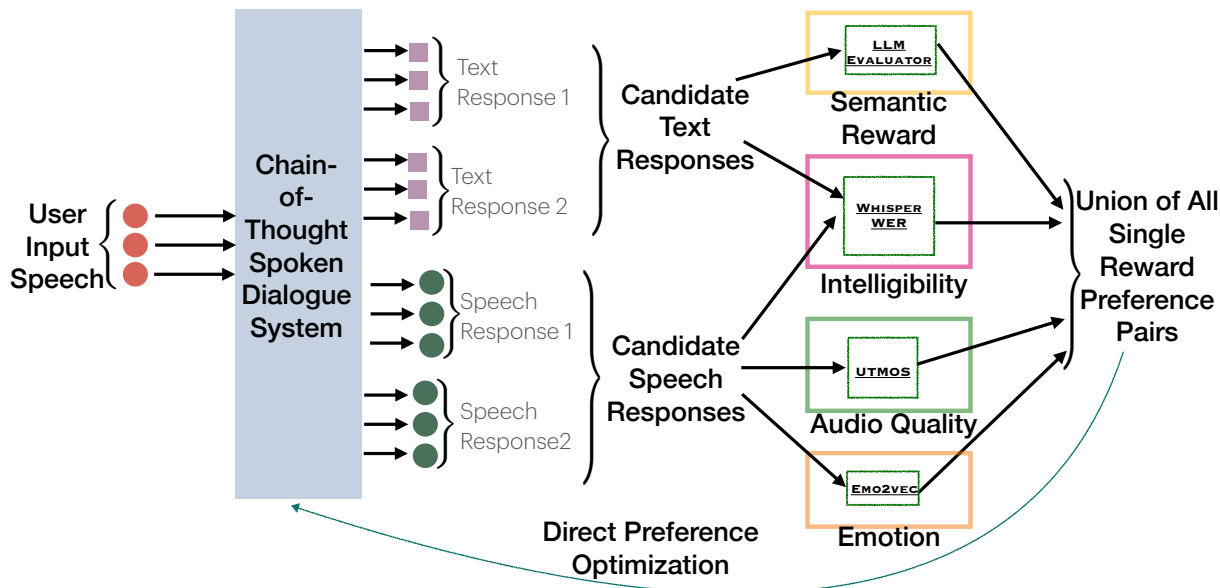 User
Input
Speech
Chain-
of-
Thought
Spoken
Dialogue
System
Text
Response 1
Text
Response 2
Speech
Response 1
Speech
Response2
Candidate
Text
Responses
Candidate
Speech
Responses
LLM
Evaluator
Semantic
Reward
Whisper
WER
Intelligibility
UTMOS
Audio Quality
Emo2vec
Emotion
Union of All
Single
Reward
Preference
Pairs
Direct Preference
Optimization